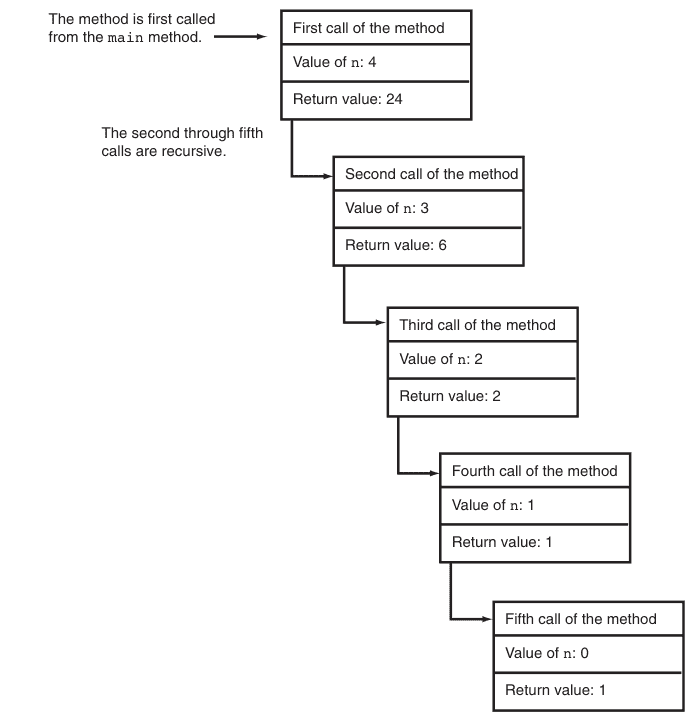 The method is first called
from the main method.
First call of the method
Value of n: 4
Return value: 24
The second through fifth
calls are recursive.
Second call of the method
Value of n: 3
Return value: 6
Third call of the method
Value of n: 2
Return value: 2
Fourth call of the method
Value of n: 1
Return value: 1
Fifth call of the method
Value of n: 0
Return value: 1